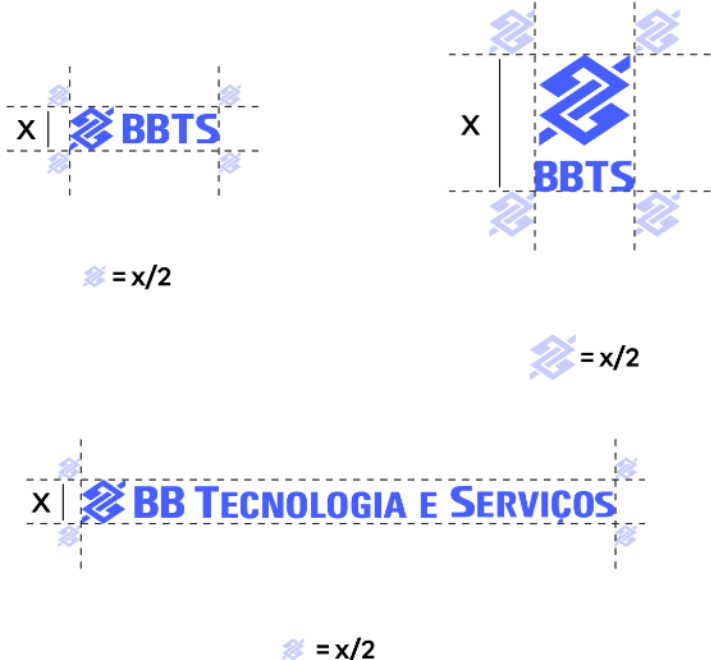 X BBTS
= x/2
X
BBTS
= x/2
X BB TECNOLOGIA E SERVIÇOS
= x/2